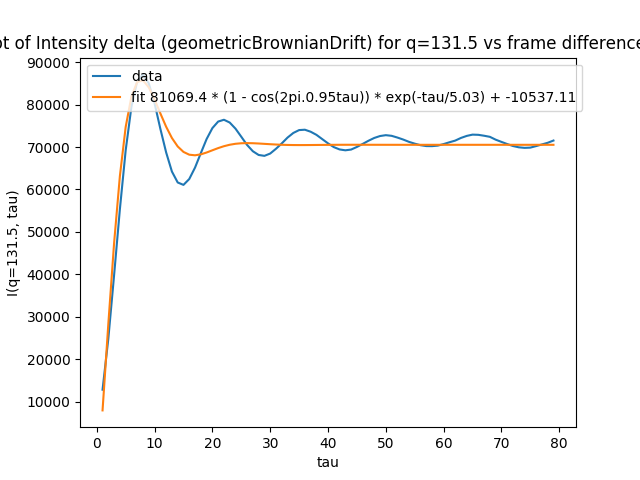 ot of Intensity delta (geometricBrownianDrift) for q=131.5 vs frame difference
data
fit 81069.4 * (1 - cos(2pi.0.95tau)) * exp(-tau/5.03) + -10537.11
90000
80000
70000
60000
50000
40000
30000
20000
10000
I(q=131.5, tau)
0 10 20 30 40 50 60 70 80
tau